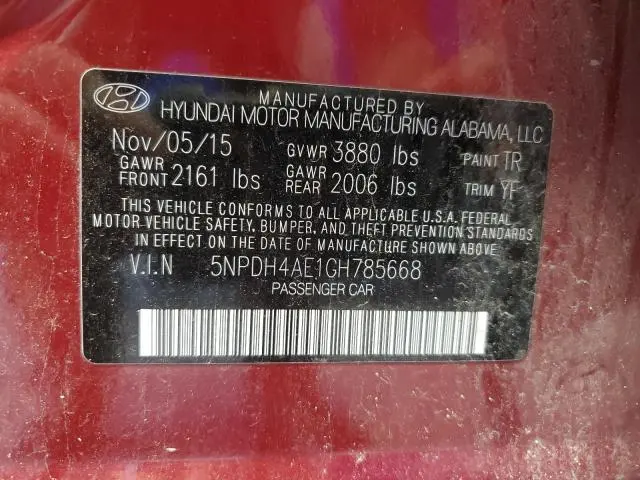 MANUFACTURED BY
HYUNDAI MOTOR MANUFACTURING ALABAMA, LLC
Nov/05/15 GVWR 3880 lbs PAINT TR
GAWR FRONT 2161 lbs GAWR REAR 2006 lbs TRIM YF
THIS VEHICLE CONFORMS TO ALL APPLICABLE U.S.A. FEDERAL
MOTOR VEHICLE SAFETY, BUMPER, AND THEFT PREVENTION STANDARDS
IN EFFECT ON THE DATE OF MANUFACTURE SHOWN ABOVE
V.I.N 5NPDH4AE1GH785668
PASSENGER CAR